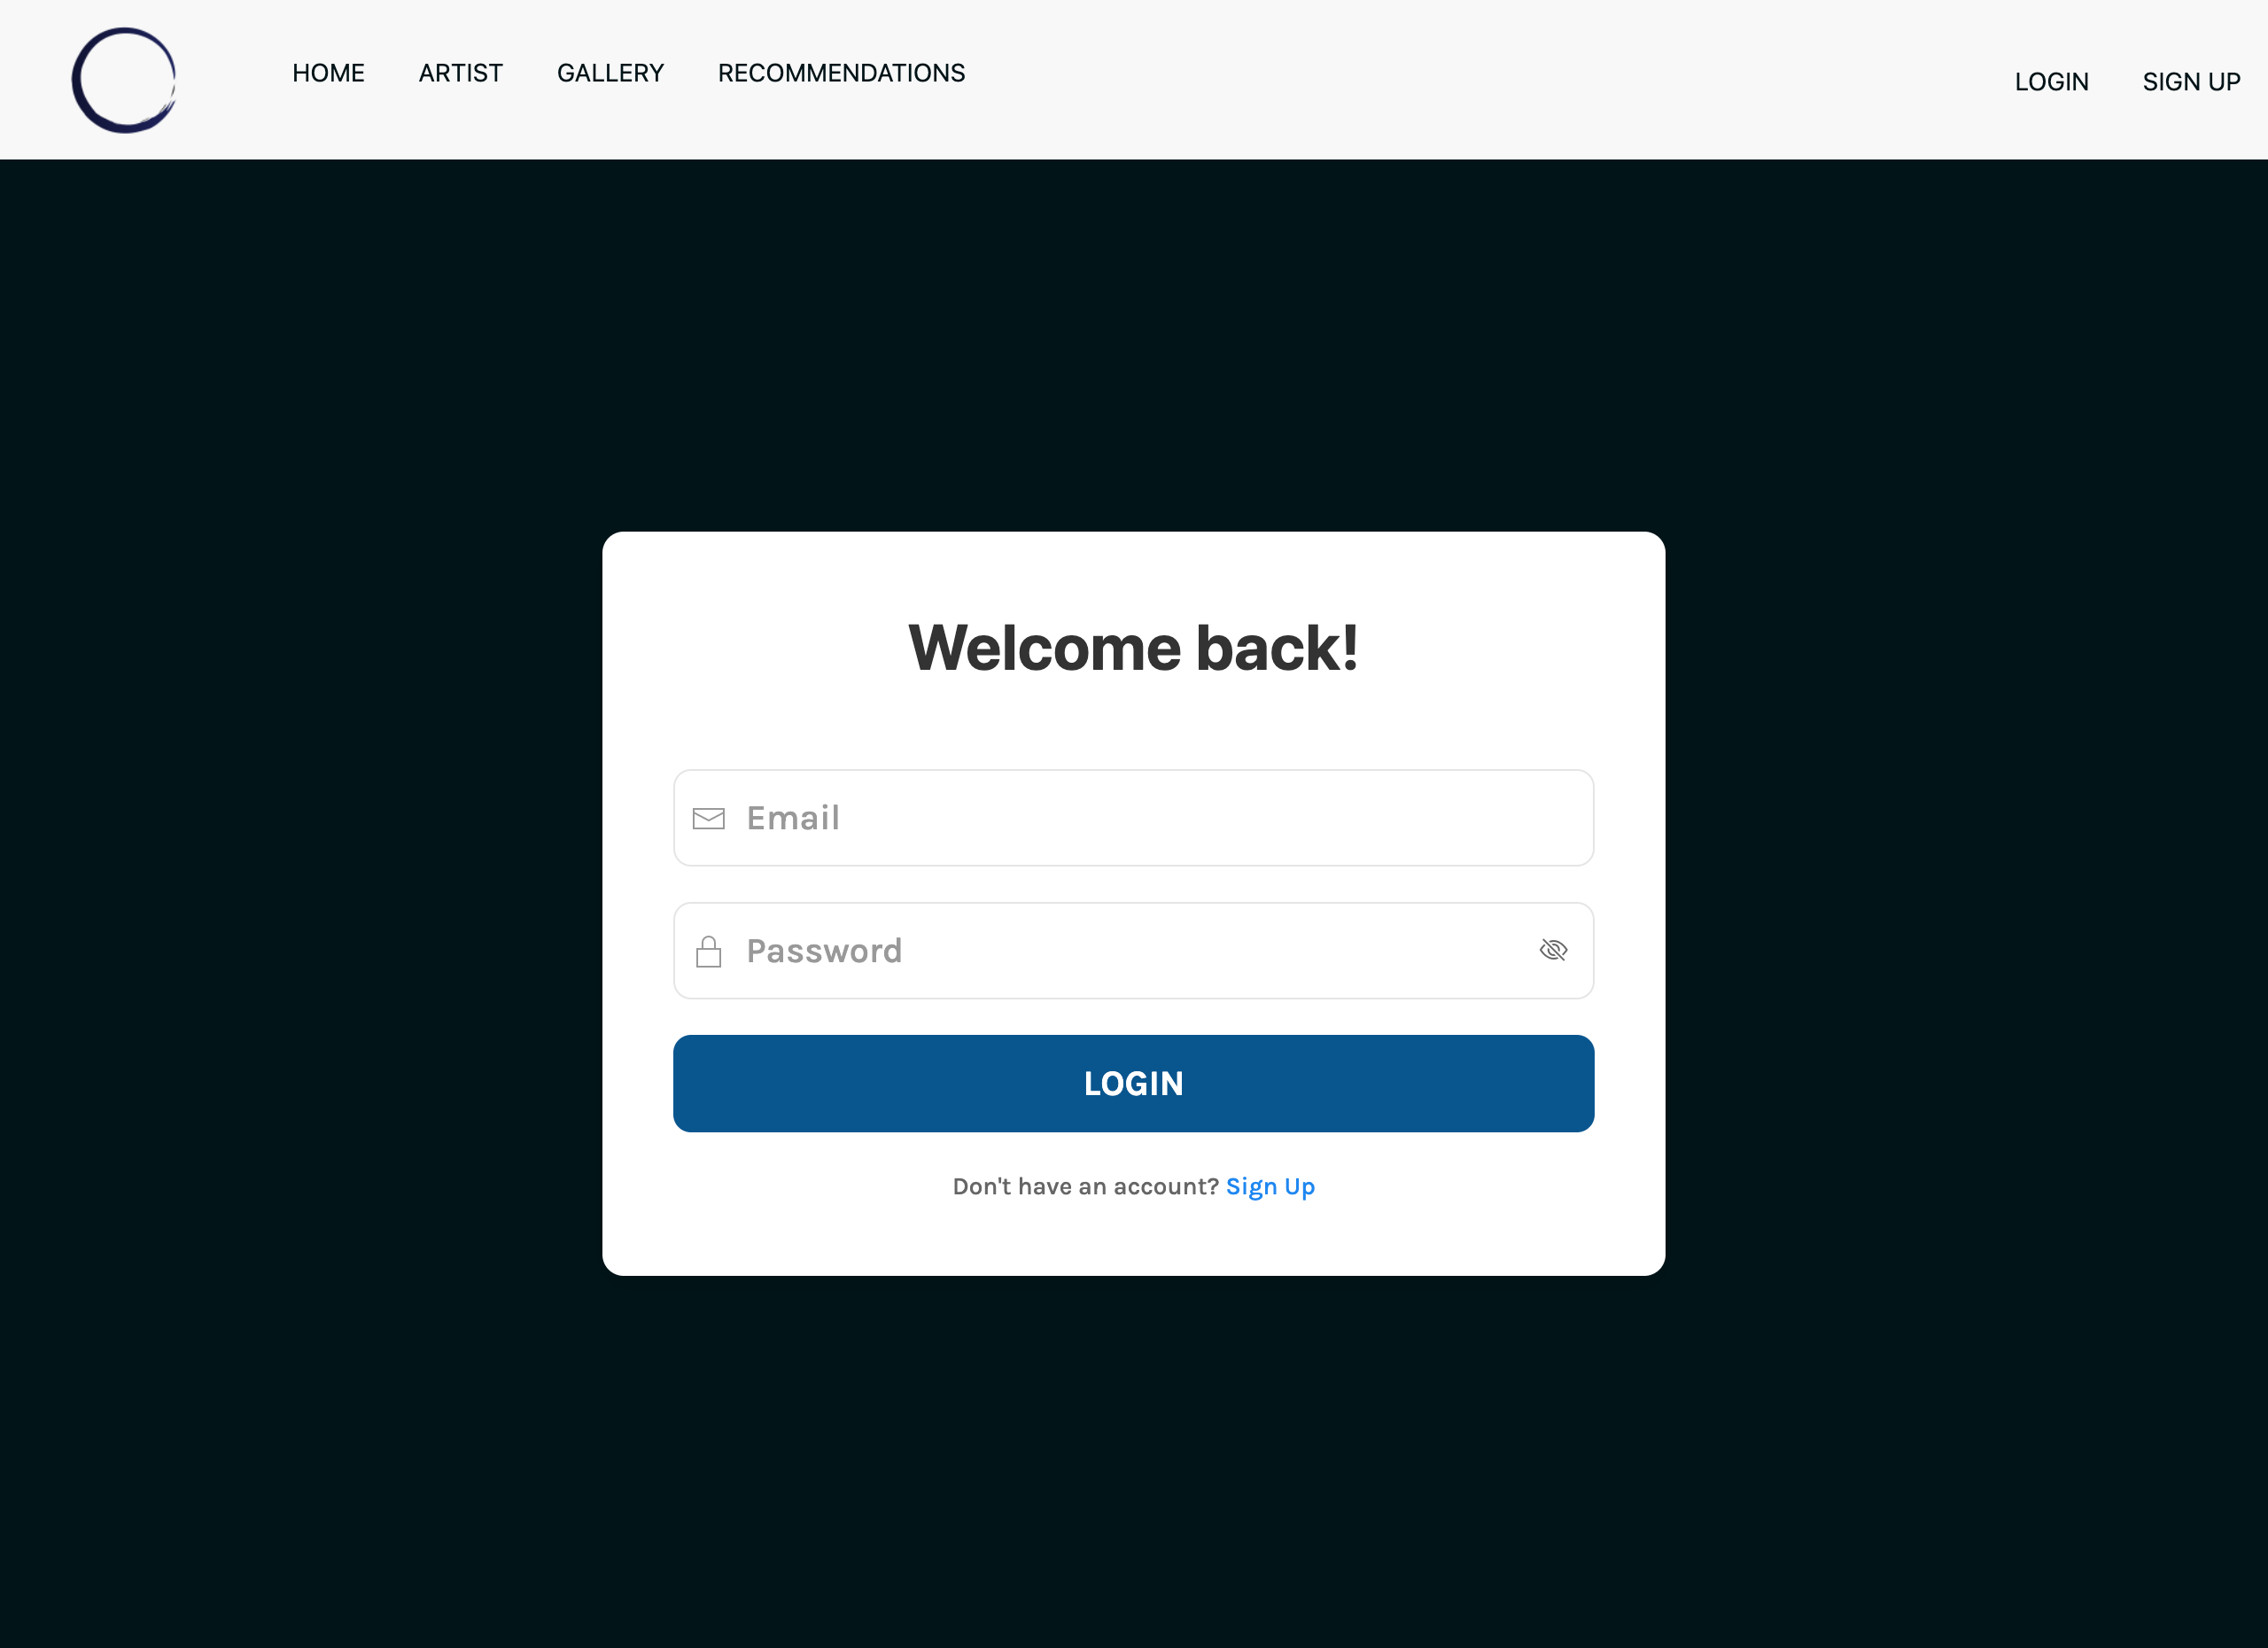 HOME ARTIST GALLERY RECOMMENDATIONS LOGIN SIGN UP
Welcome back!
Email
Password
LOGIN
Don't have an account? Sign Up